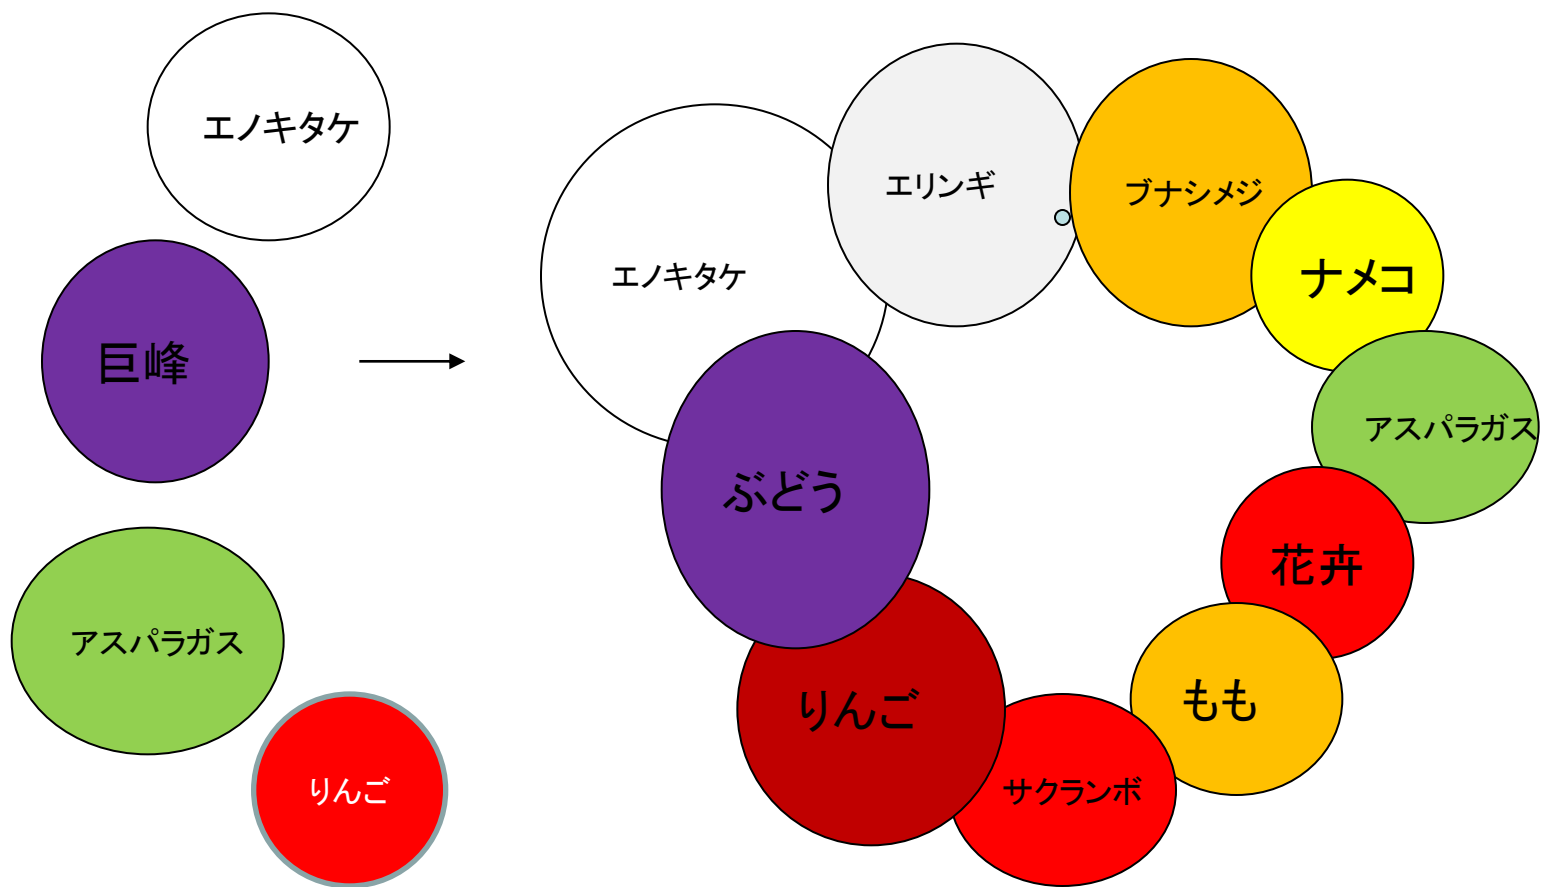 エノキタケ
巨峰
アスパラガス
りんご
エノキタケ
エリンギ
ブナシメジ
ナメコ
アスパラガス
花卉
もも
サクランボ
りんご
ぶどう